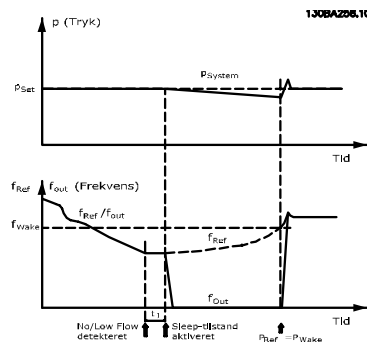 130BA256.10
p (Tryk)
pSystem
pSet
Tid
fRef
fout (Frekvens)
fRef/fout
fWake
fRef
fOut
Tid
t1
No/Low Flow
detekteret
Sleep-tilstand
aktiveret
PRef =PWake